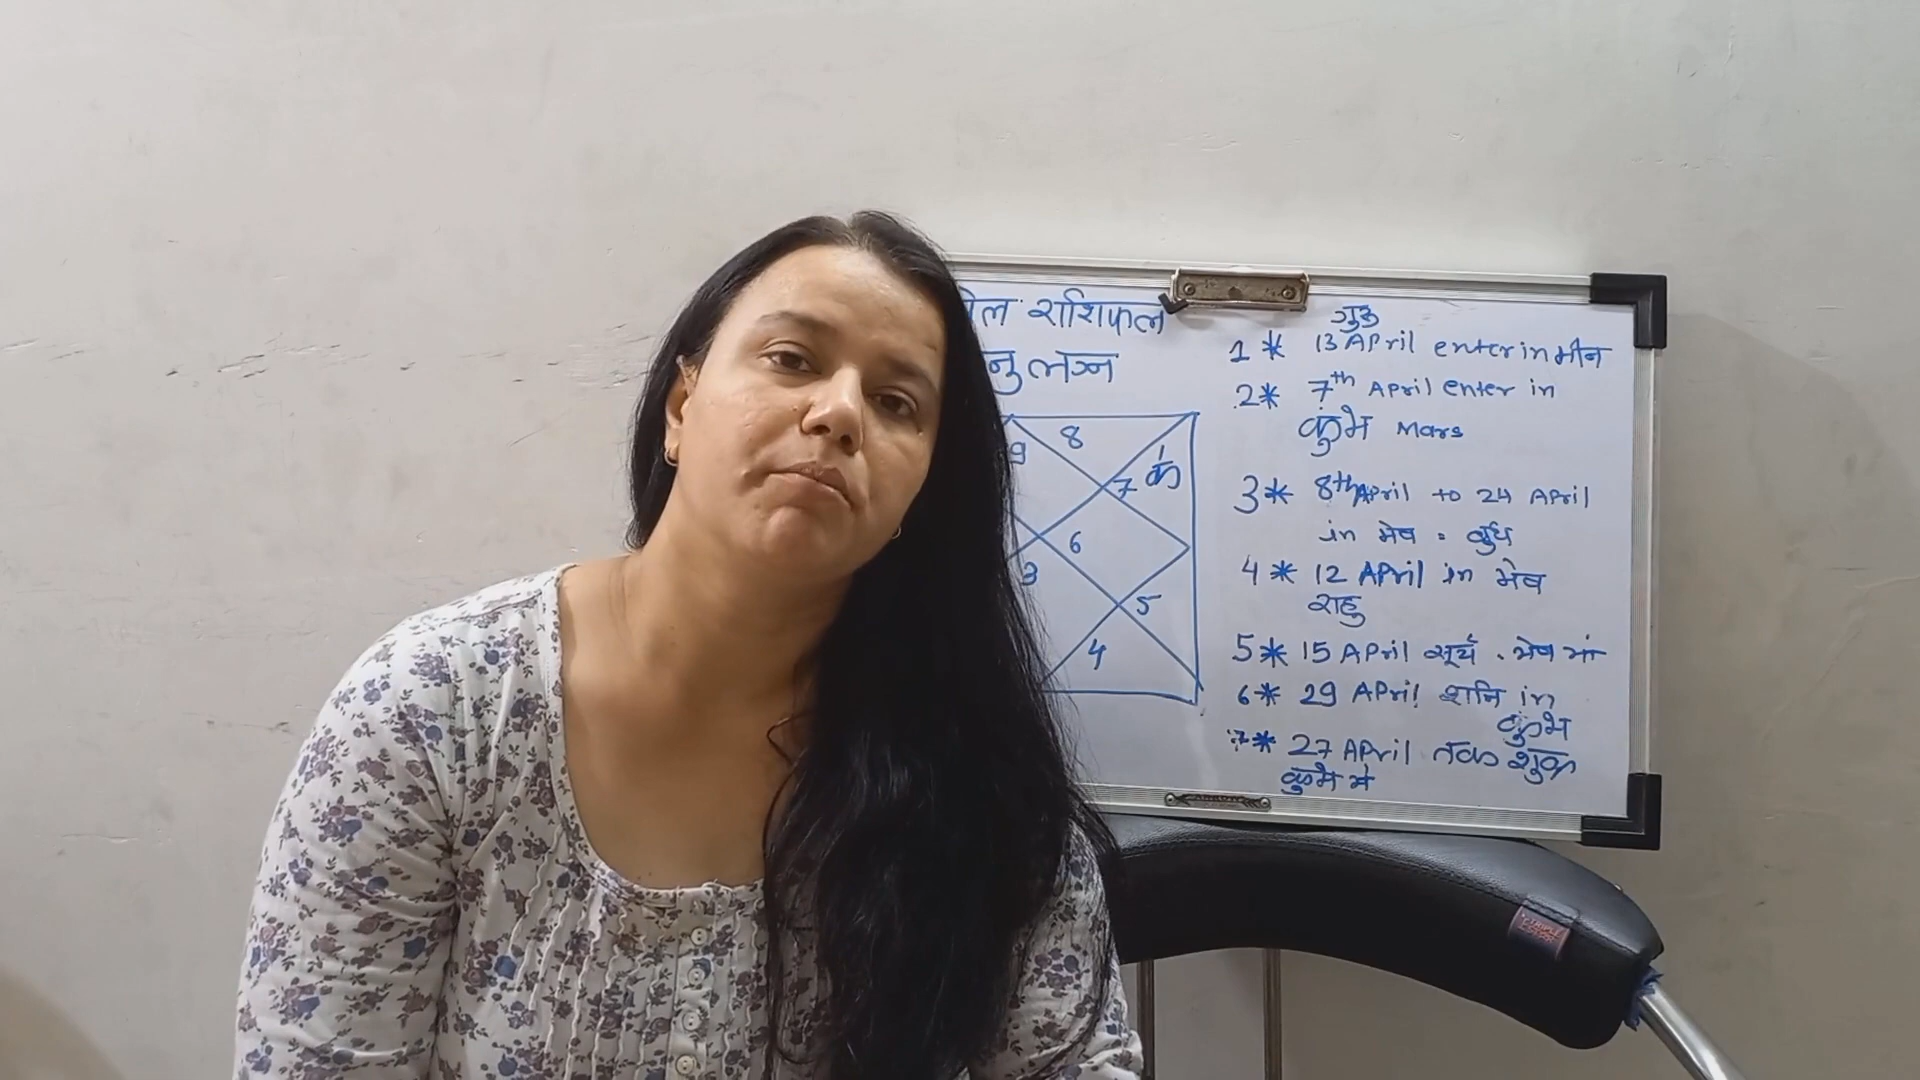 राशिफल
लग्न
8
9
के
7
6
3
5
4
गुरु
1 * 13 April enter in मीन
2 * 7th April enter in
कुंभ Mars
3 * 8th April to 24 April
in मेष = बुध
4 * 12 April in मेष
राहु
5 * 15 April सूर्य . मेष मां
6 * 29 April शनि in
कुंभ
7 * 27 April तक शुक्र
कुंभ में